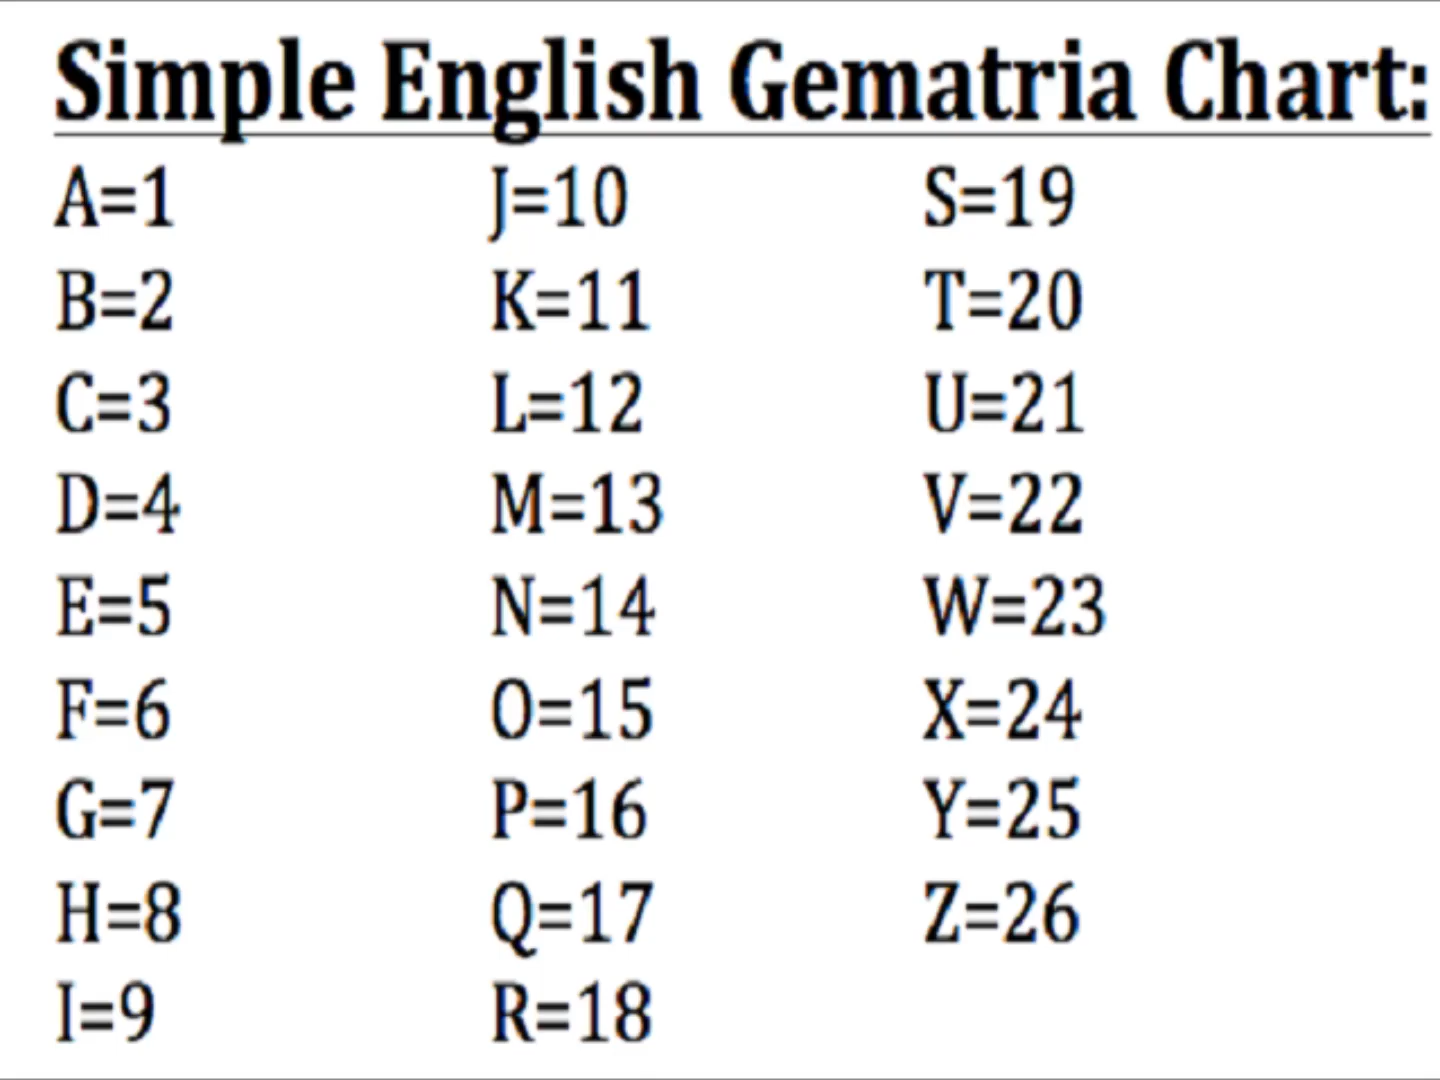 Simple English Gematria Chart:
A=1 J=10 S=19
B=2 K=11 T=20
C=3 L=12 U=21
D=4 M=13 V=22
E=5 N=14 W=23
F=6 O=15 X=24
G=7 P=16 Y=25
H=8 Q=17 Z=26
I=9 R=18